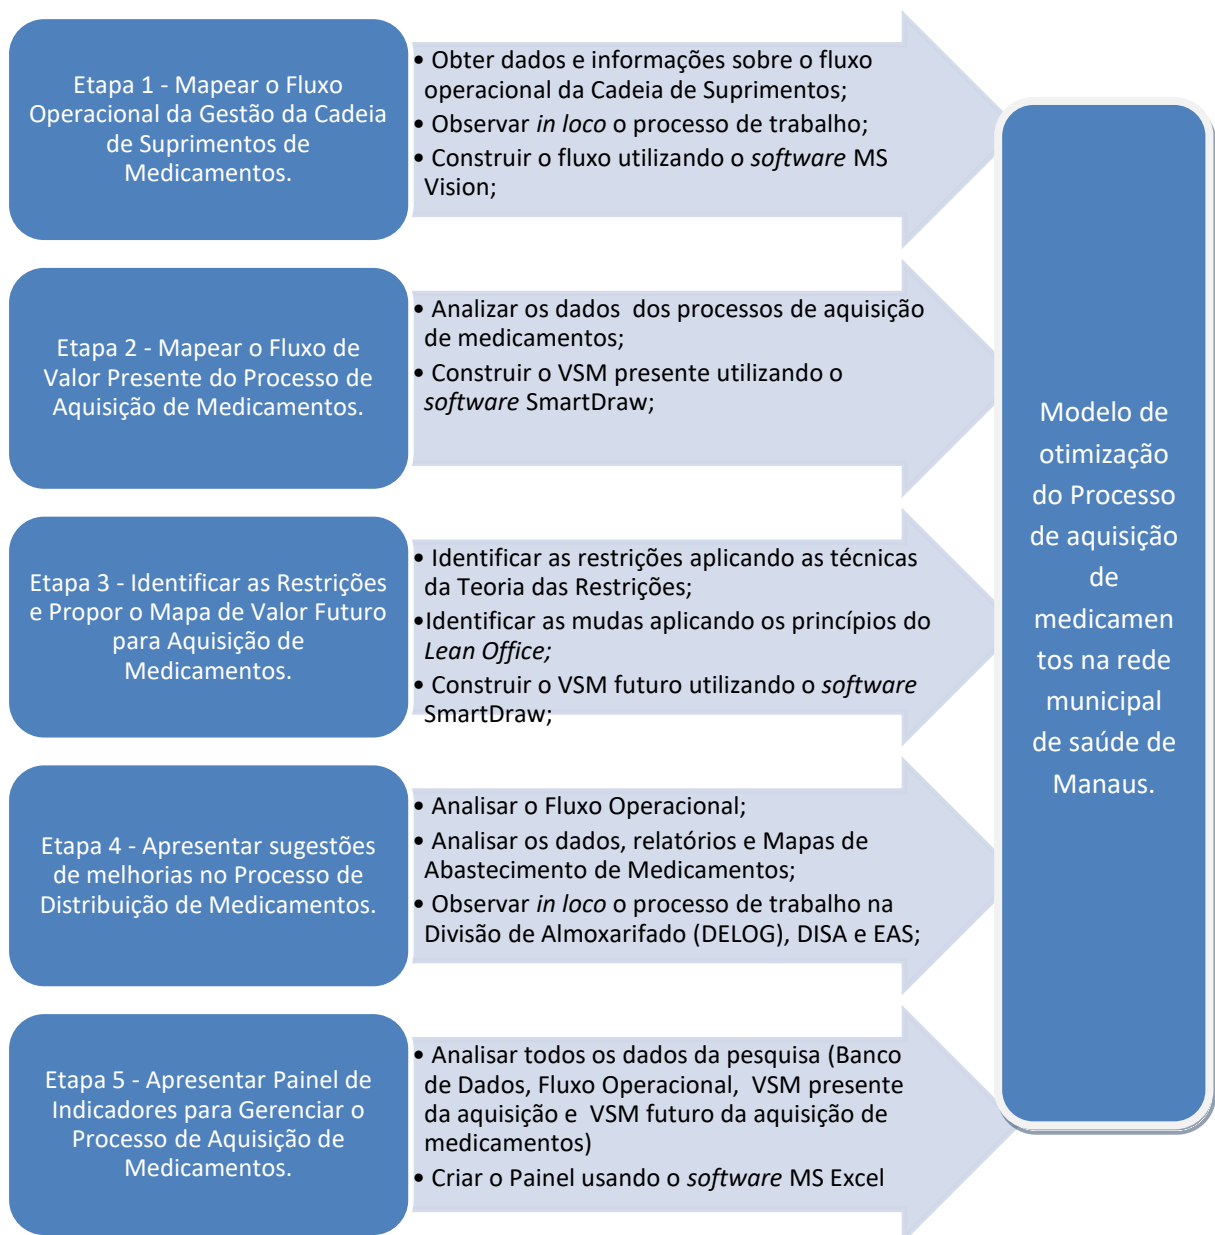 Etapa 1 - Mapear o Fluxo
Operacional da Gestão da Cadeia
de Suprimentos de
Medicamentos.
• Obter dados e informações sobre o fluxo
operacional da Cadeia de Suprimentos;
• Observar in loco o processo de trabalho;
• Construir o fluxo utilizando o software MS
Vision;
Etapa 2 - Mapear o Fluxo de
Valor Presente do Processo de
Aquisição de Medicamentos.
• Analizar os dados  dos processos de aquisição
de medicamentos;
• Construir o VSM presente utilizando o
software SmartDraw;
Etapa 3 - Identificar as Restrições
e Propor o Mapa de Valor Futuro
para Aquisição de
Medicamentos.
• Identificar as restrições aplicando as técnicas
da Teoria das Restrições;
•Identificar as mudas aplicando os princípios do
Lean Office;
• Construir o VSM futuro utilizando o software
SmartDraw;
Etapa 4 - Apresentar sugestões
de melhorias no Processo de
Distribuição de Medicamentos.
• Analisar o Fluxo Operacional;
• Analisar os dados, relatórios e Mapas de
Abastecimento de Medicamentos;
• Observar in loco o processo de trabalho na
Divisão de Almoxarifado (DELOG), DISA e EAS;
Etapa 5 - Apresentar Painel de
Indicadores para Gerenciar o
Processo de Aquisição de
Medicamentos.
• Analisar todos os dados da pesquisa (Banco
de Dados, Fluxo Operacional,  VSM presente
da aquisição e  VSM futuro da aquisição de
medicamentos)
• Criar o Painel usando o software MS Excel
Modelo de
otimização
do Processo
de aquisição
de
medicamen
tos na rede
municipal
de saúde de
Manaus.